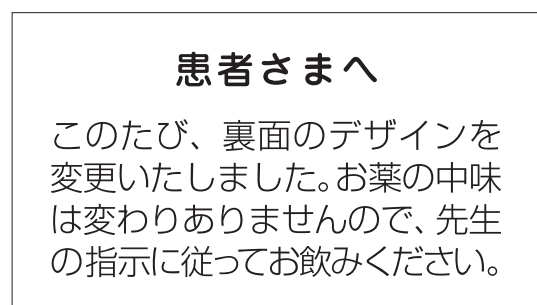 患者さまへ
このたび、裏面のデザインを
変更いたしました。お薬の中味
は変わりありませんので、先生
の指示に従ってお飲みください。